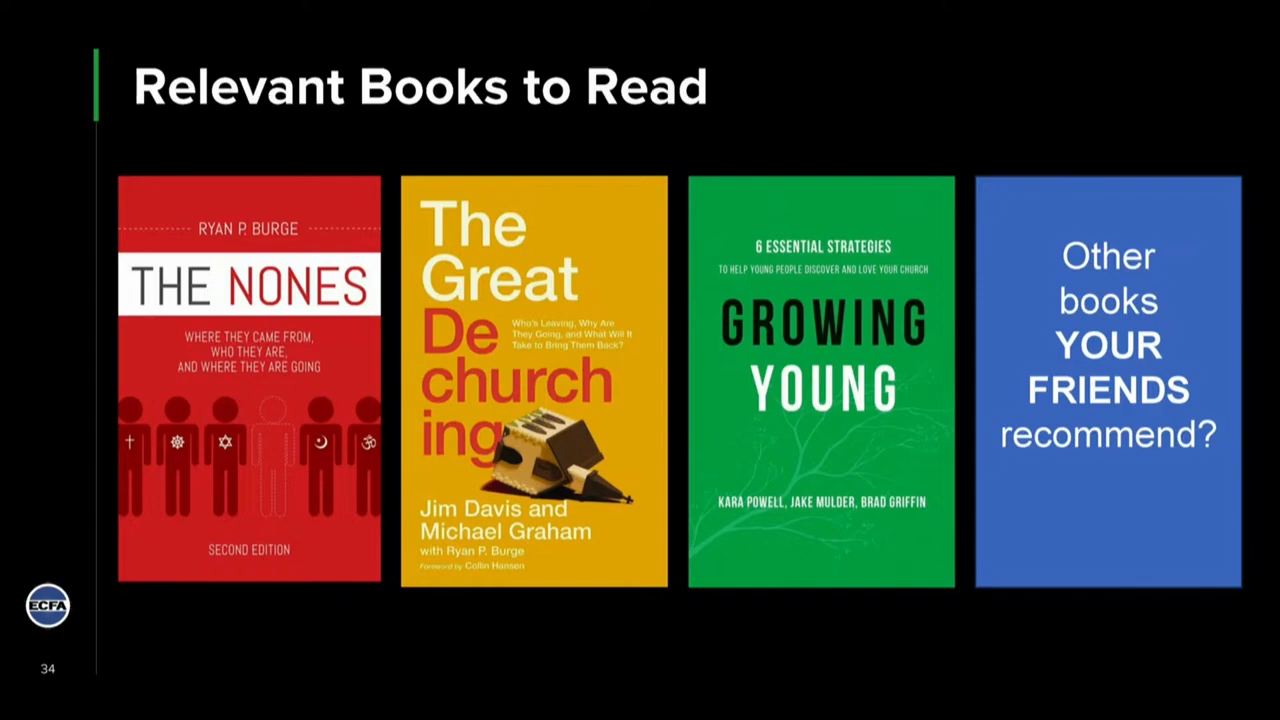 Relevant Books to Read
RYAN P. BURGE
THE NONES
WHERE THEY CAME FROM,
WHO THEY ARE,
AND WHERE THEY ARE GOING
SECOND EDITION
The
Great
De
church
ing
Who's Leaving, Why Are
They Going, and What Will It
Take to Bring Them Back?
Jim Davis and
Michael Graham
with Ryan P. Burge
Foreword by Collin Hansen
6 ESSENTIAL STRATEGIES
TO HELP YOUNG PEOPLE DISCOVER AND LOVE YOUR CHURCH
GROWING
YOUNG
KARA POWELL, JAKE MULDER, BRAD GRIFFIN
Other
books
YOUR
FRIENDS
recommend?
ECFA
34